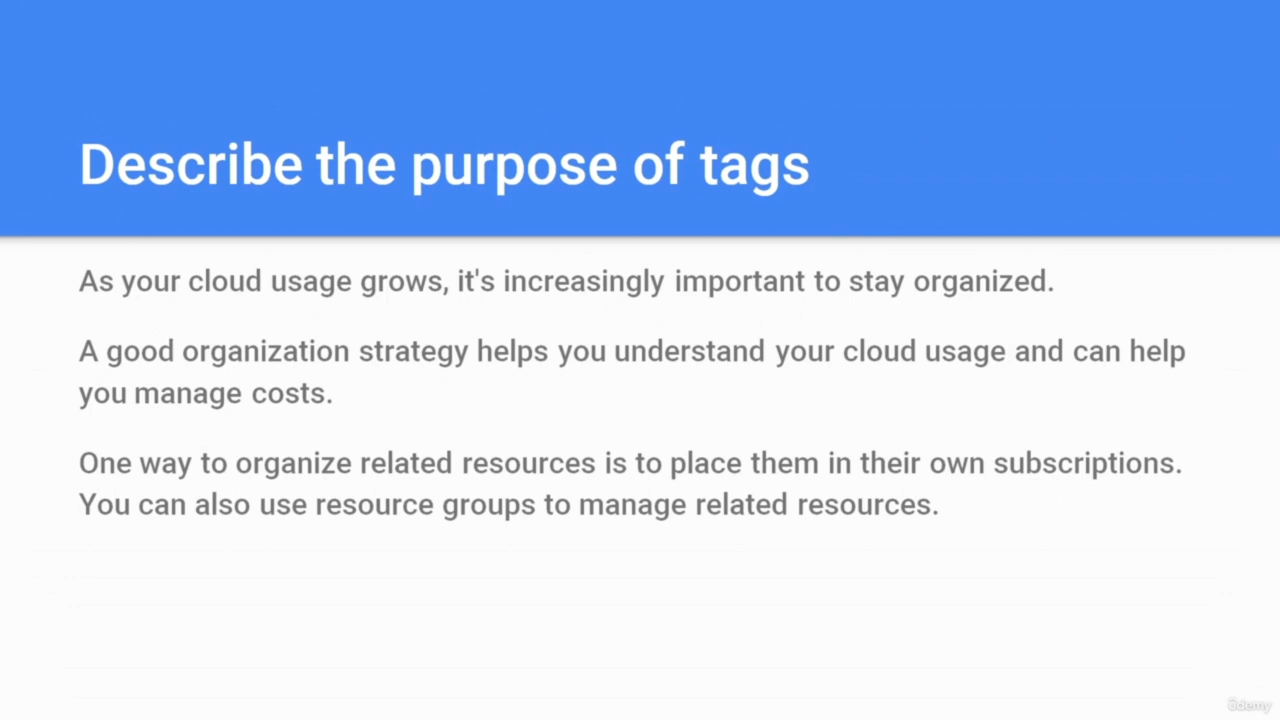 Describe the purpose of tags
As your cloud usage grows, it's increasingly important to stay organized.
A good organization strategy helps you understand your cloud usage and can help
you manage costs.
One way to organize related resources is to place them in their own subscriptions.
You can also use resource groups to manage related resources.
ûdemy